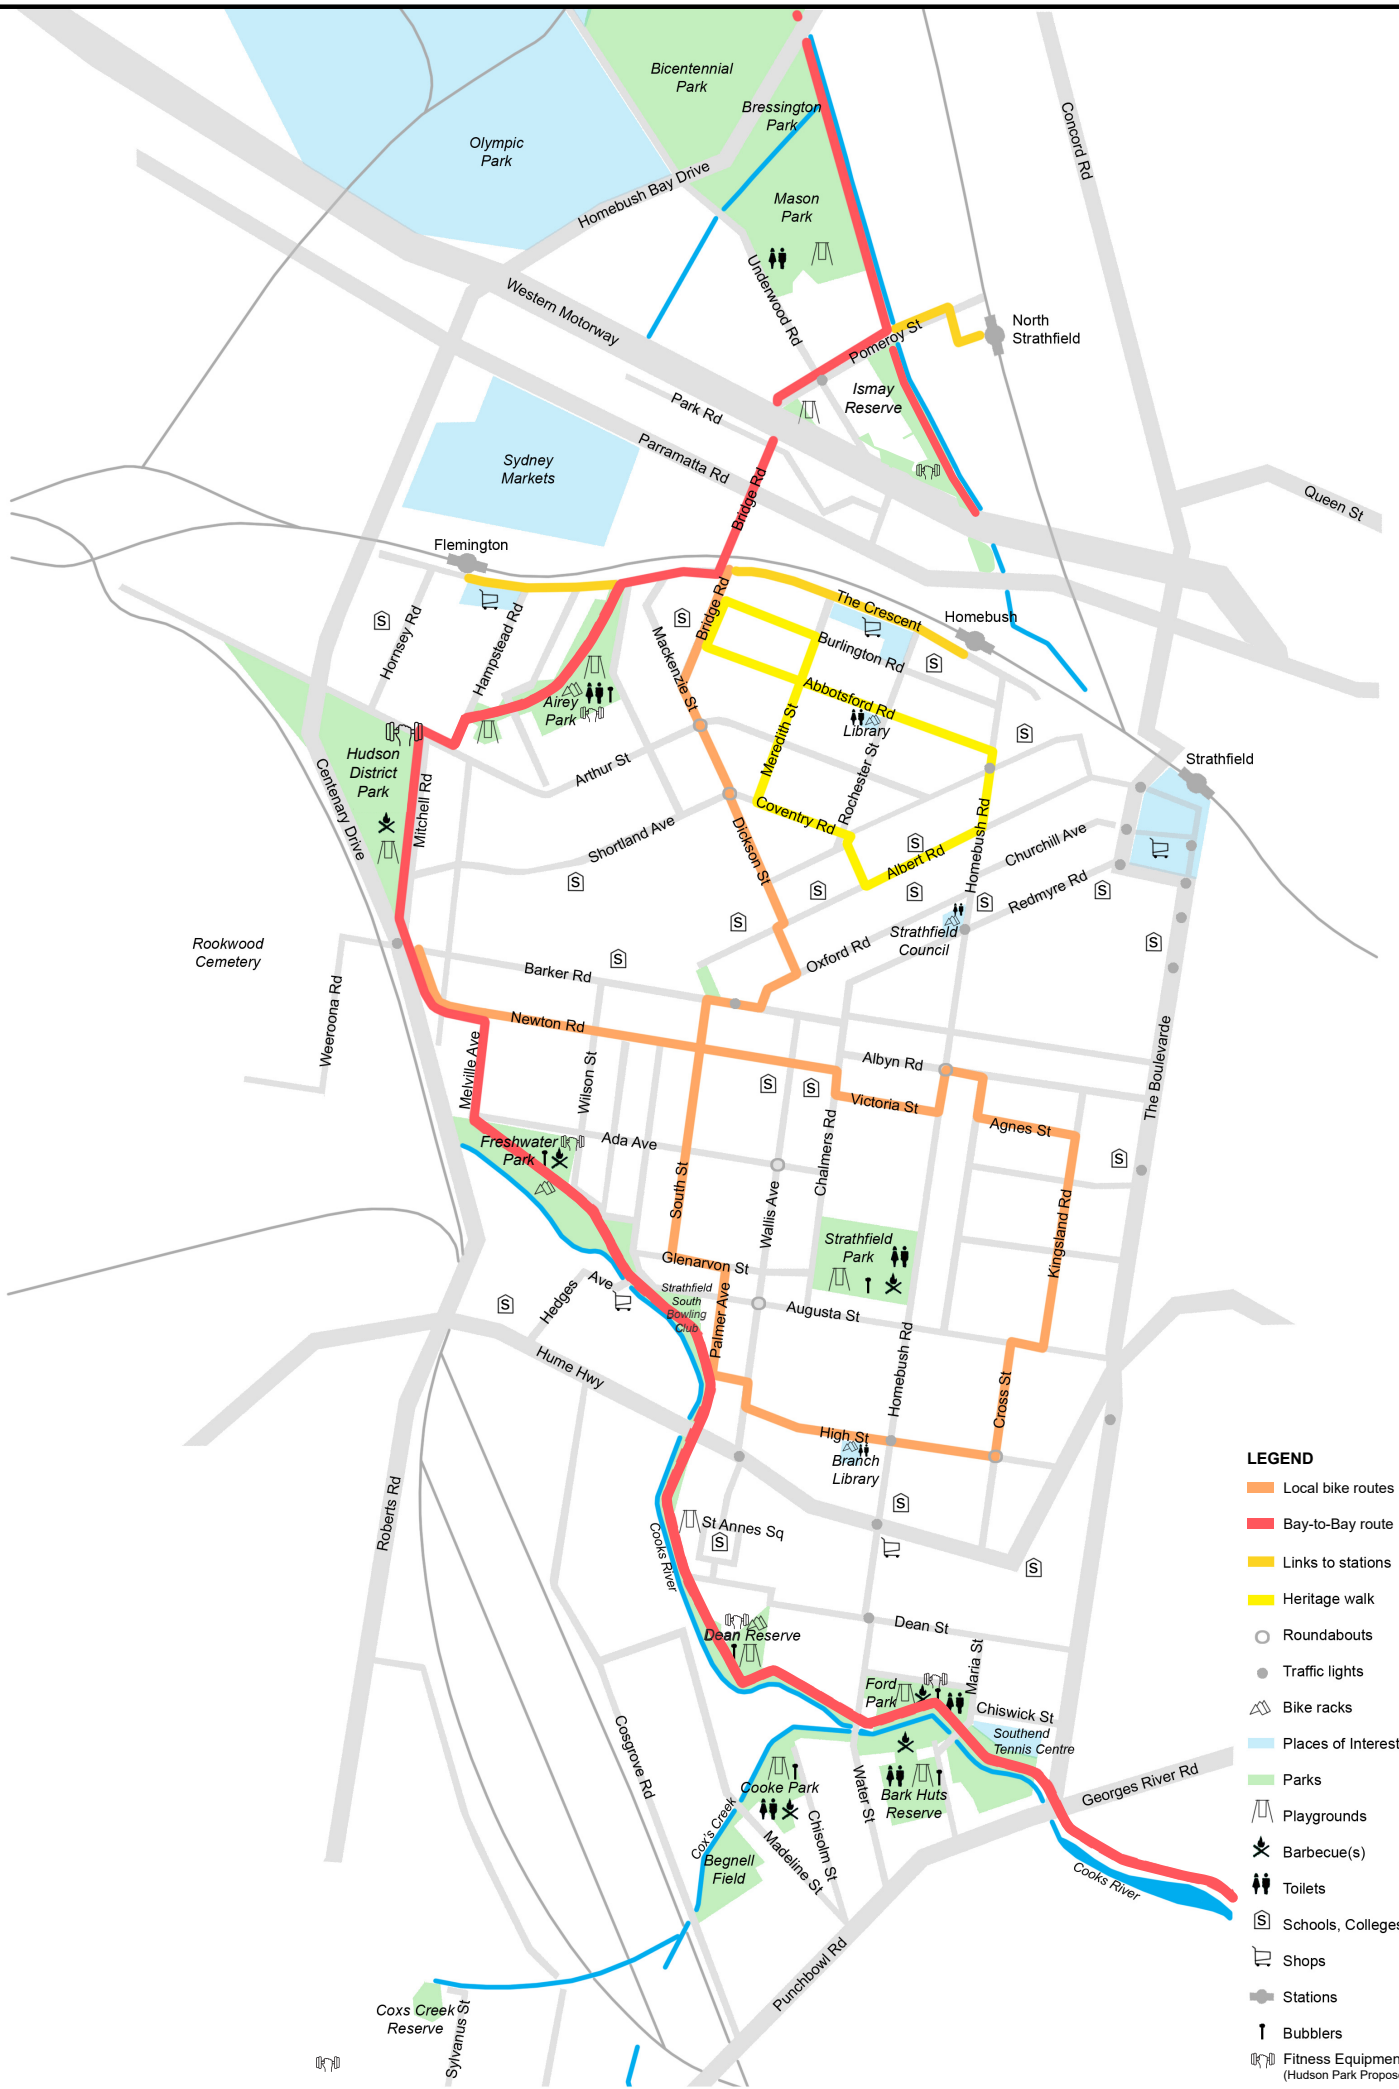 Bicentennial
Park
Bressington
Park
Concord Rd
Olympic
Park
Homebush Bay Drive
Mason
Park
Underwood Rd
Western Motorway
North
Strathfield
Pomeroy St
Ismay
Reserve
Park Rd
Parramatta Rd
Sydney
Markets
Bridge Rd
Queen St
Flemington
The Crescent
Homebush
Hornsey Rd
Hampstead Rd
Mackenzie St
Bridge Rd
Burlington Rd
Abbotsford Rd
Airey
Park
Library
Meredith St
Rochester St
Hudson
District
Park
Arthur St
Strathfield
Centenary Drive
Mitchell Rd
Coventry Rd
Shortland Ave
Dickson St
Homebush Rd
Churchill Ave
Albert Rd
Redmyre Rd
Rookwood
Cemetery
Strathfield
Council
Oxford Rd
Barker Rd
Weeroona Rd
Newton Rd
Melville Ave
Wilson St
Albyn Rd
The Boulevarde
Victoria St
Agnes St
Freshwater
Park
Ada Ave
Chalmers Rd
South St
Wallis Ave
Kingsland Rd
Strathfield
Park
Glenarvon St
Hedges
Ave
Strathfield
South
Bowling
Club
Palmer Ave
Augusta St
Homebush Rd
Hume Hwy
Cross St
High St
Branch
Library
Roberts Rd
St Annes Sq
Cooks River
Dean Reserve
Dean St
Maria St
Ford
Park
Chiswick St
Southend
Tennis Centre
Cosgrove Rd
Cooke Park
Water St
Bark Huts
Reserve
Georges River Rd
Cox's Creek
Chisolm St
Madeline St
Begnell
Field
Cooks River
Punchbowl Rd
Coxs Creek
Reserve
Sylvanus St
LEGEND
Local bike routes
Bay-to-Bay route
Links to stations
Heritage walk
Roundabouts
Traffic lights
Bike racks
Places of Interest
Parks
Playgrounds
Barbecue(s)
Toilets
Schools, Colleges
Shops
Stations
Bubblers
Fitness Equipmen
(Hudson Park Propos